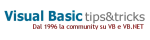 Visual Basic tips&tricks
Dal 1996 la community su VB e VB.NET